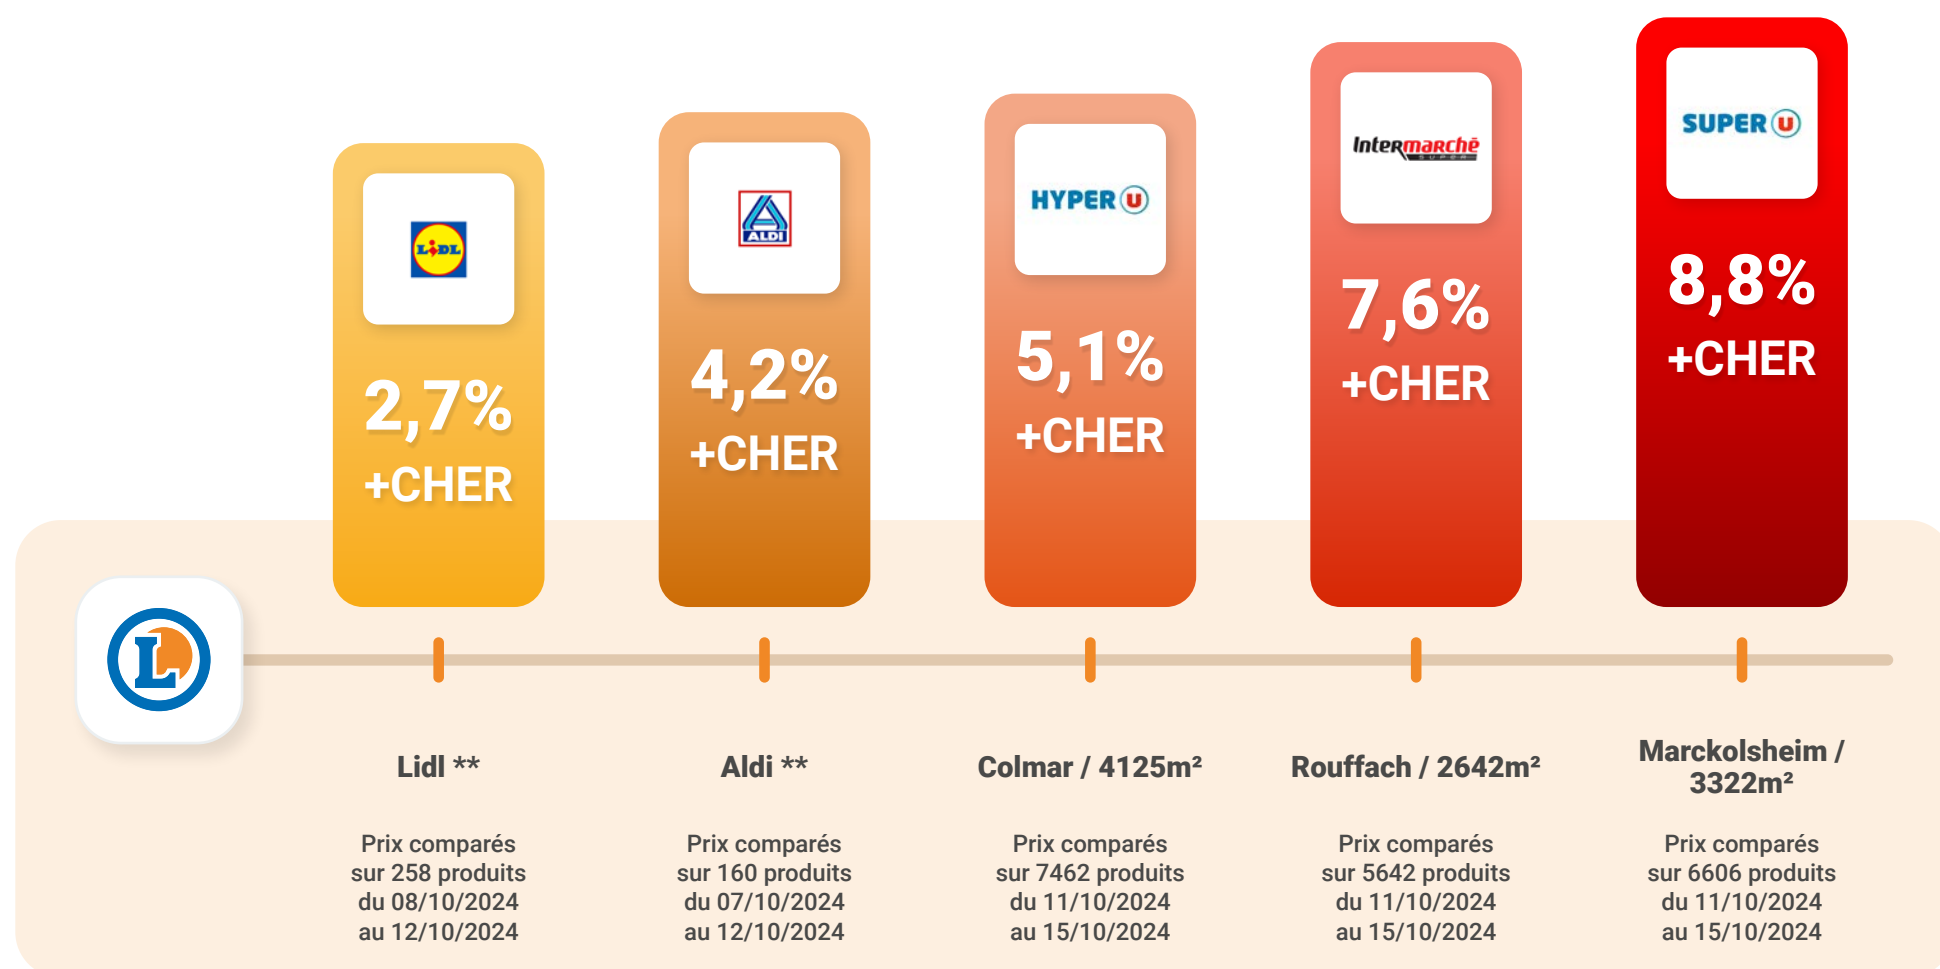 LiDL
2,7%
+CHER
ALDI
4,2%
+CHER
HYPER U
5,1%
+CHER
Intermarchē
SUPER
7,6%
+CHER
SUPER U
8,8%
+CHER
L
Lidl **
Prix comparés
sur 258 produits
du 08/10/2024
au 12/10/2024
Aldi **
Prix comparés
sur 160 produits
du 07/10/2024
au 12/10/2024
Colmar / 4125m²
Prix comparés
sur 7462 produits
du 11/10/2024
au 15/10/2024
Rouffach / 2642m²
Prix comparés
sur 5642 produits
du 11/10/2024
au 15/10/2024
Marckolsheim /
3322m²
Prix comparés
sur 6606 produits
du 11/10/2024
au 15/10/2024